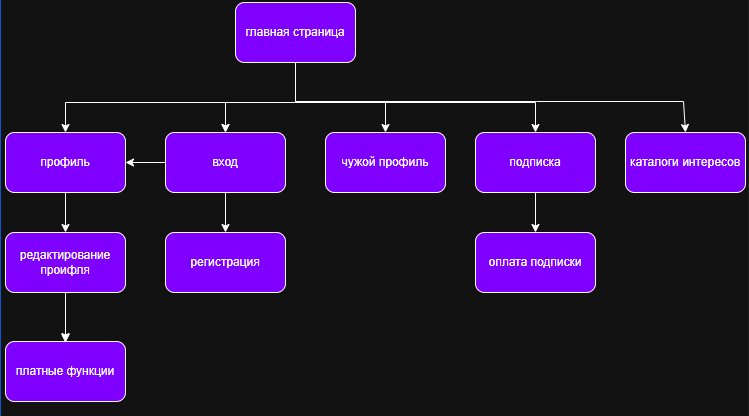 главная страница
профиль
вход
чужой профиль
подписка
каталоги интересов
редактирование
проифля
регистрация
оплата подписки
платные функции